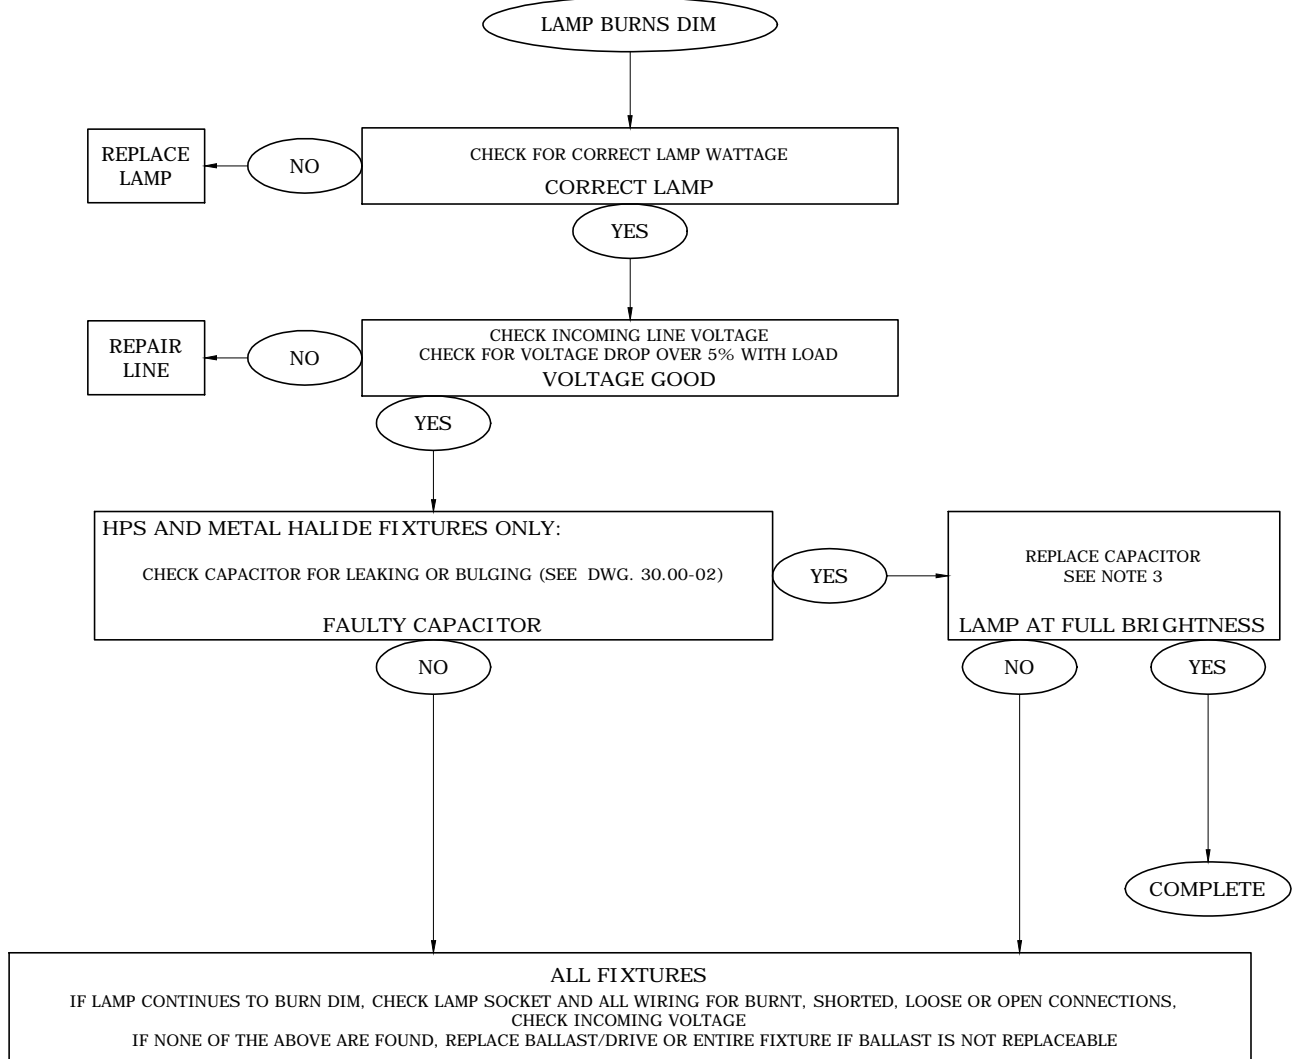 LAMP BURNS DIM
REPLACE
LAMP
NO
CHECK FOR CORRECT LAMP WATTAGE
CORRECT LAMP
YES
REPAIR
LINE
NO
CHECK INCOMING LINE VOLTAGE
CHECK FOR VOLTAGE DROP OVER 5% WITH LOAD
VOLTAGE GOOD
YES
HPS AND METAL HALIDE FIXTURES ONLY:
CHECK CAPACITOR FOR LEAKING OR BULGING (SEE DWG. 30.00-02)
FAULTY CAPACITOR
YES
REPLACE CAPACITOR
SEE NOTE 3
LAMP AT FULL BRIGHTNESS
NO
NO
YES
COMPLETE
ALL FIXTURES
IF LAMP CONTINUES TO BURN DIM, CHECK LAMP SOCKET AND ALL WIRING FOR BURNT, SHORTED, LOOSE OR OPEN CONNECTIONS,
CHECK INCOMING VOLTAGE
IF NONE OF THE ABOVE ARE FOUND, REPLACE BALLAST/DRIVE OR ENTIRE FIXTURE IF BALLAST IS NOT REPLACEABLE